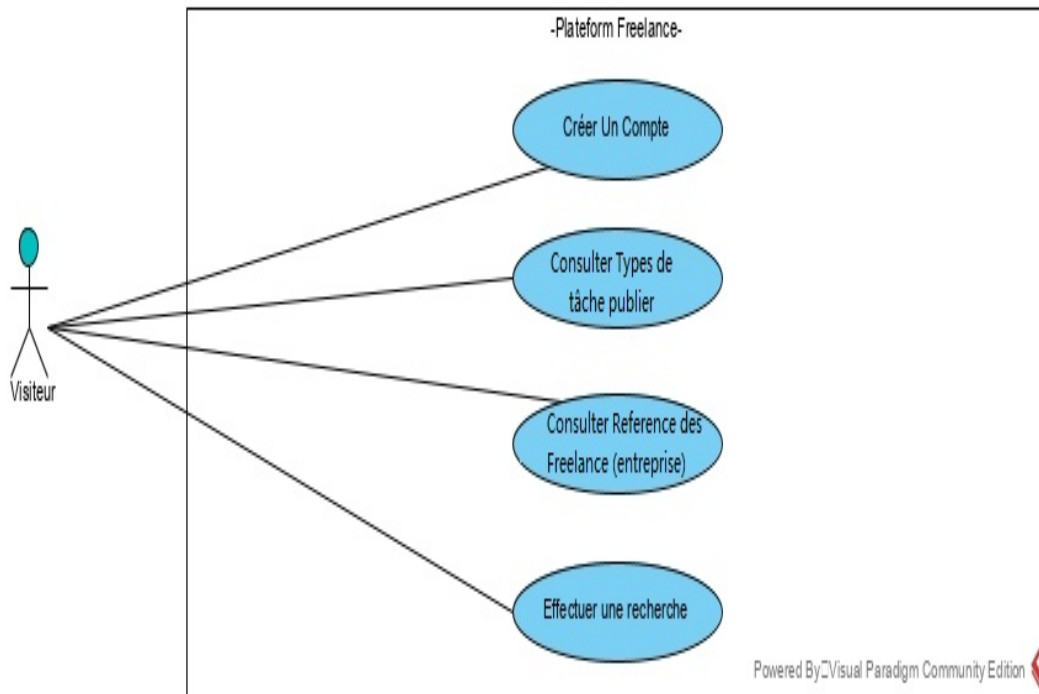 -Plateform Freelance-
Créer Un Compte
Consulter Types de
tâche publier
Visiteur
Consulter Reference des
Freelance (entreprise)
Effectuer une recherche
Powered By Visual Paradigm Community Edition